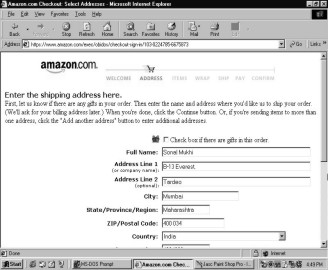 Amazon.com Checkout: Select Addresses - Microsoft Internet Explorer
File Edit View Favorites Tools Help
Back Stop Refresh Home Search Favorites History Mail Print
Address https://www.amazon.com/exec/obidos/checkout-sign-in/103-8224785-6675873 Go Links »
amazon.com.
WELCOME ADDRESS ITEMS WRAP SHIP PAY CONFIRM
Enter the shipping address here.
First, let us know if there are any gifts in your order. Then enter the name and address where you'd like us to ship your order.
(We'll ask for your billing address later.) When you're done, click the Continue button. Or, if you're sending items to more than
one address, click the "Add another address" button to enter additional addresses.
Check box if there are gifts in this order
Full Name: Sonal Mukhi
Address Line 1 B-13 Everest,
(or company name):
Address Line 2 Tardeo
(optional):
City: Mumbai
State/Province/Region: Maharashtra
ZIP/Postal Code: 400 034
Country: India
Done Internet
Start MS-DOS Prompt Amazon.com Chec... Jasc Paint Shop Pro - I... 4:49 PM